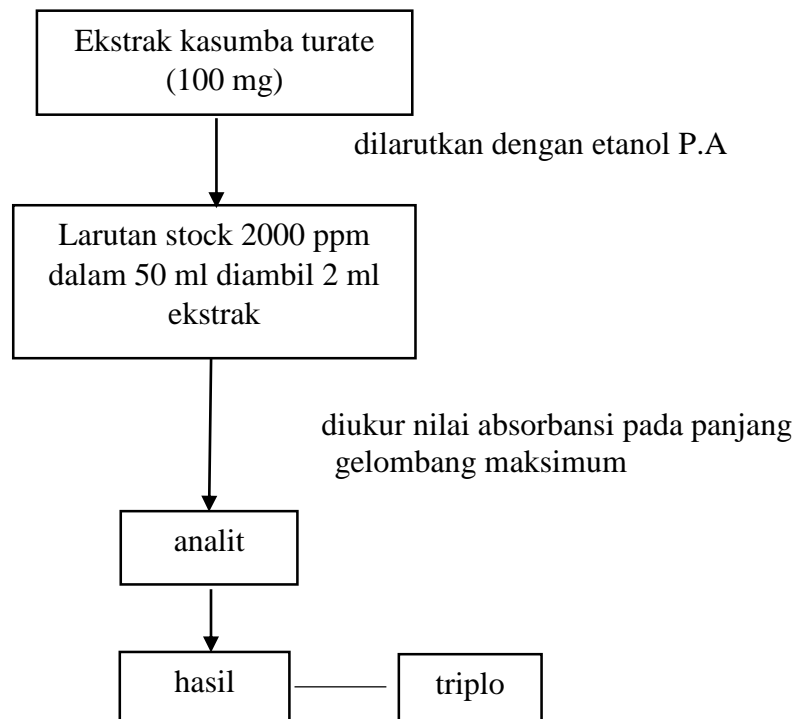 Ekstrak kasumba turate
(100 mg)
dilarutkan dengan etanol P.A
Larutan stock 2000 ppm
dalam 50 ml diambil 2 ml
ekstrak
diukur nilai absorbansi pada panjang
gelombang maksimum
analit
hasil
triplo